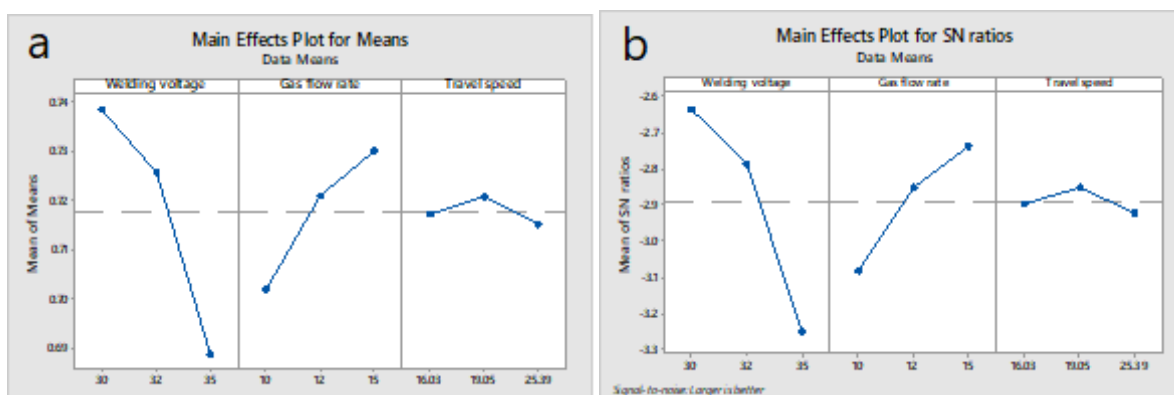 a
Main Effects Plot for Means
Data Means
Welding voltage Gas flow rate Travel speed
Mean of Means
0.74
0.73
0.72
0.71
0.70
0.69
30 32 35 10 12 15 16.03 19.05 25.39
b
Main Effects Plot for SN ratios
Data Means
Welding voltage Gas flow rate Travel speed
Mean of SN ratios
-2.6
-2.7
-2.8
-2.9
-3.0
-3.1
-3.2
-3.3
30 32 35 10 12 15 16.03 19.05 25.39
Signal-to-noise: Larger is better